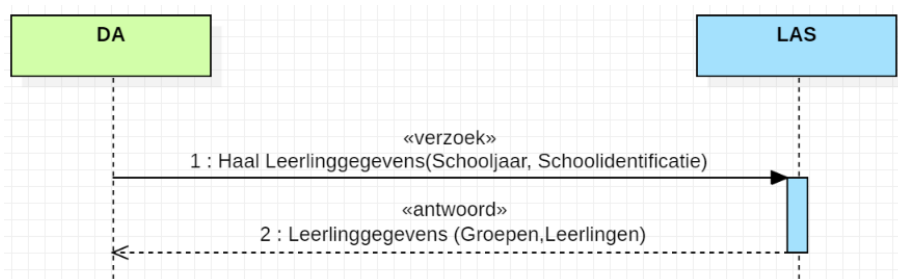 DA
LAS
«verzoek»
1 : Haal Leerlinggegevens(Schooljaar, Schoolidentificatie)
«antwoord»
2 : Leerlinggegevens (Groepen,Leerlingen)